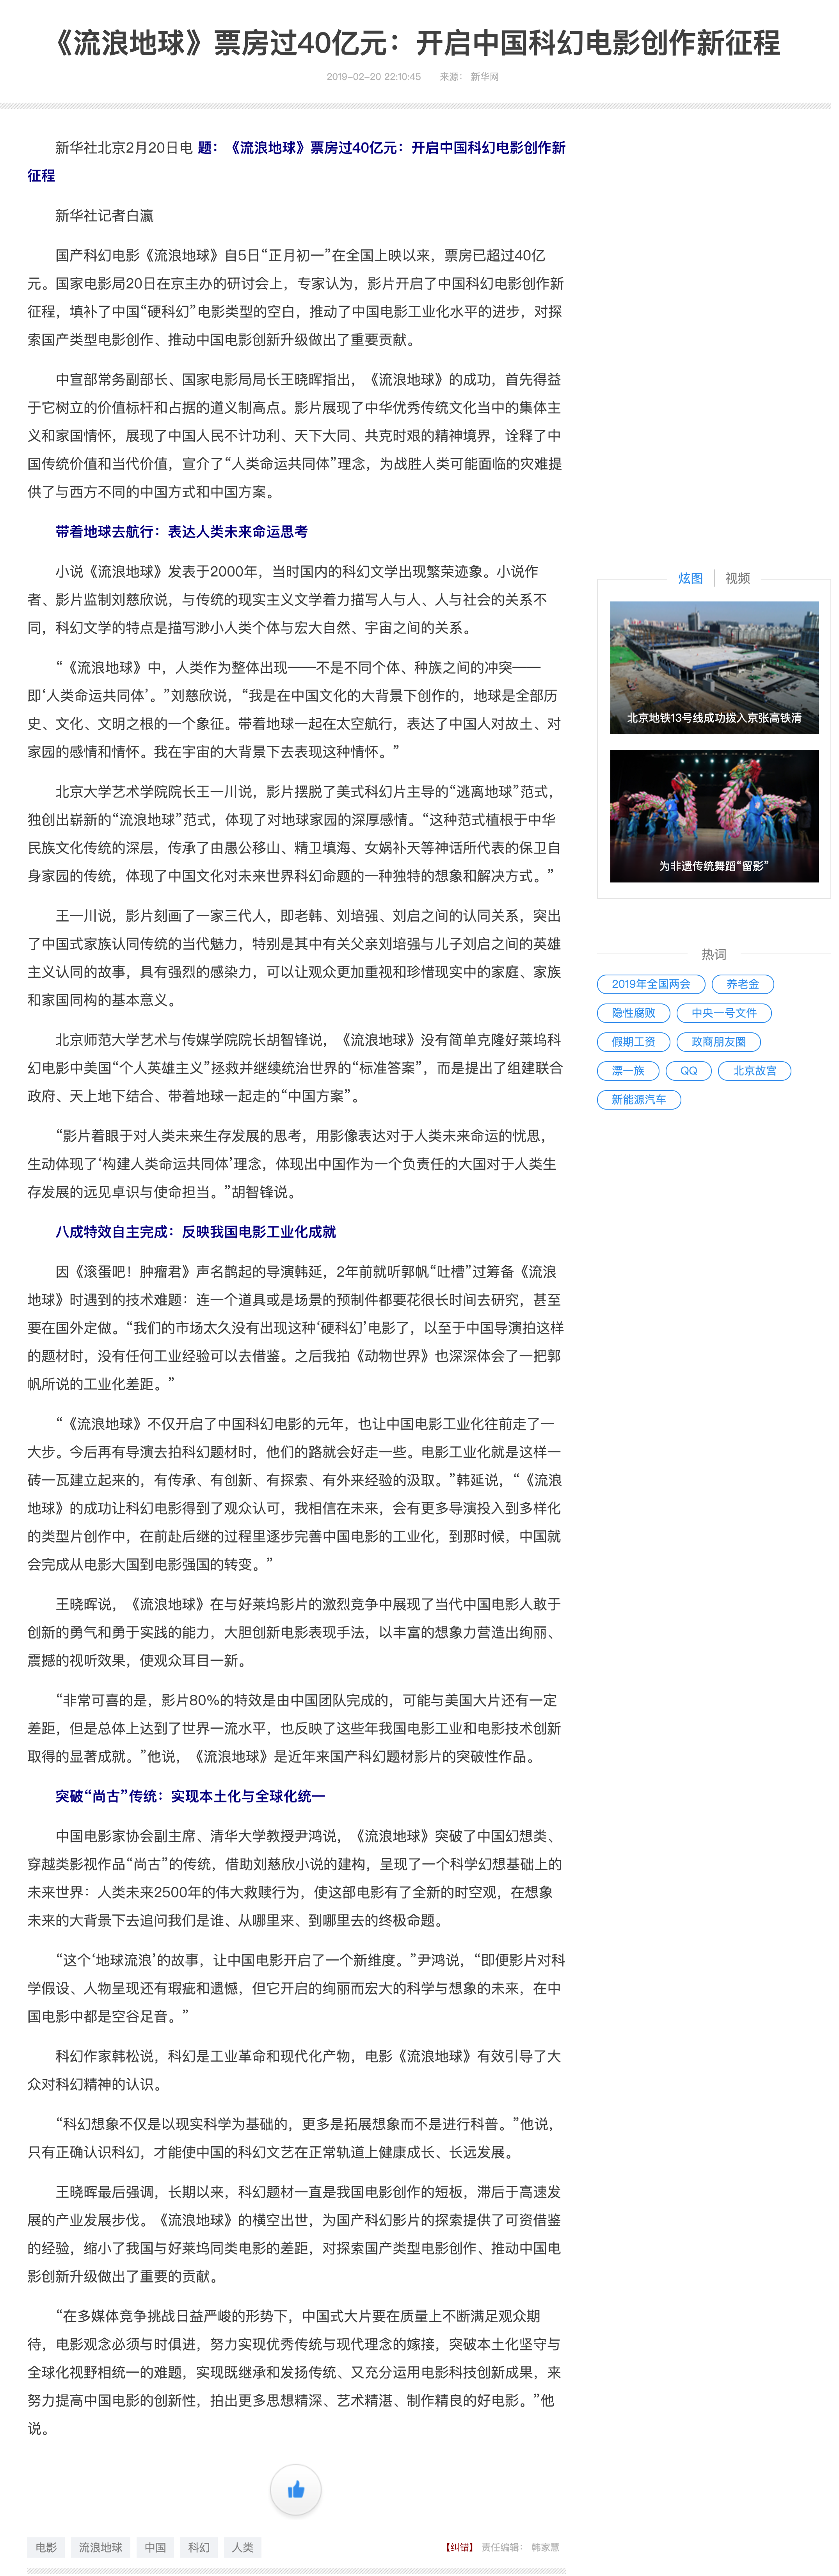 《流浪地球》票房过40亿元：开启中国科幻电影创作新征程
2019-02-20 22:10:45 来源： 新华网
新华社北京2月20日电 题：《流浪地球》票房过40亿元：开启中国科幻电影创作新
征程
新华社记者白瀛
国产科幻电影《流浪地球》自5日“正月初一”在全国上映以来，票房已超过40亿
元。国家电影局20日在京主办的研讨会上，专家认为，影片开启了中国科幻电影创作新
征程，填补了中国“硬科幻”电影类型的空白，推动了中国电影工业化水平的进步，对探
索国产类型电影创作、推动中国电影创新升级做出了重要贡献。
中宣部常务副部长、国家电影局局长王晓晖指出，《流浪地球》的成功，首先得益
于它树立的价值标杆和占据的道义制高点。影片展现了中华优秀传统文化当中的集体主
义和家国情怀，展现了中国人民不计功利、天下大同、共克时艰的精神境界，诠释了中
国传统价值和当代价值，宣介了“人类命运共同体”理念，为战胜人类可能面临的灾难提
供了与西方不同的中国方式和中国方案。
带着地球去航行：表达人类未来命运思考
小说《流浪地球》发表于2000年，当时国内的科幻文学出现繁荣迹象。小说作
者、影片监制刘慈欣说，与传统的现实主义文学着力描写人与人、人与社会的关系不
同，科幻文学的特点是描写渺小人类个体与宏大自然、宇宙之间的关系。
“《流浪地球》中，人类作为整体出现——不是不同个体、种族之间的冲突——
即‘人类命运共同体’。”刘慈欣说，“我是在中国文化的大背景下创作的，地球是全部历
史、文化、文明之根的一个象征。带着地球一起在太空航行，表达了中国人对故土、对
家园的感情和情怀。我在宇宙的大背景下去表现这种情怀。”
北京大学艺术学院院长王一川说，影片摆脱了美式科幻片主导的“逃离地球”范式，
独创出崭新的“流浪地球”范式，体现了对地球家园的深厚感情。“这种范式植根于中华
民族文化传统的深层，传承了由愚公移山、精卫填海、女娲补天等神话所代表的保卫自
身家园的传统，体现了中国文化对未来世界科幻命题的一种独特的想象和解决方式。”
王一川说，影片刻画了一家三代人，即老韩、刘培强、刘启之间的认同关系，突出
了中国式家族认同传统的当代魅力，特别是其中有关父亲刘培强与儿子刘启之间的英雄
主义认同的故事，具有强烈的感染力，可以让观众更加重视和珍惜现实中的家庭、家族
和家国同构的基本意义。
北京师范大学艺术与传媒学院院长胡智锋说，《流浪地球》没有简单克隆好莱坞科
幻电影中美国“个人英雄主义”拯救并继续统治世界的“标准答案”，而是提出了组建联合
政府、天上地下结合、带着地球一起走的“中国方案”。
“影片着眼于对人类未来生存发展的思考，用影像表达对于人类未来命运的忧思，
生动体现了‘构建人类命运共同体’理念，体现出中国作为一个负责任的大国对于人类生
存发展的远见卓识与使命担当。”胡智锋说。
八成特效自主完成：反映我国电影工业化成就
因《滚蛋吧！肿瘤君》声名鹊起的导演韩延，2年前就听郭帆“吐槽”过筹备《流浪
地球》时遇到的技术难题：连一个道具或是场景的预制件都要花很长时间去研究，甚至
要在国外定做。“我们的市场太久没有出现这种‘硬科幻’电影了，以至于中国导演拍这样
的题材时，没有任何工业经验可以去借鉴。之后我拍《动物世界》也深深体会了一把郭
帆所说的工业化差距。”
“《流浪地球》不仅开启了中国科幻电影的元年，也让中国电影工业化往前走了一
大步。今后再有导演去拍科幻题材时，他们的路就会好走一些。电影工业化就是这样一
砖一瓦建立起来的，有传承、有创新、有探索、有外来经验的汲取。”韩延说，“《流浪
地球》的成功让科幻电影得到了观众认可，我相信在未来，会有更多导演投入到多样化
的类型片创作中，在前赴后继的过程里逐步完善中国电影的工业化，到那时候，中国就
会完成从电影大国到电影强国的转变。”
王晓晖说，《流浪地球》在与好莱坞影片的激烈竞争中展现了当代中国电影人敢于
创新的勇气和勇于实践的能力，大胆创新电影表现手法，以丰富的想象力营造出绚丽、
震撼的视听效果，使观众耳目一新。
“非常可喜的是，影片80%的特效是由中国团队完成的，可能与美国大片还有一定
差距，但是总体上达到了世界一流水平，也反映了这些年我国电影工业和电影技术创新
取得的显著成就。”他说，《流浪地球》是近年来国产科幻题材影片的突破性作品。
突破“尚古”传统：实现本土化与全球化统一
中国电影家协会副主席、清华大学教授尹鸿说，《流浪地球》突破了中国幻想类、
穿越类影视作品“尚古”的传统，借助刘慈欣小说的建构，呈现了一个科学幻想基础上的
未来世界：人类未来2500年的伟大救赎行为，使这部电影有了全新的时空观，在想象
未来的大背景下去追问我们是谁、从哪里来、到哪里去的终极命题。
“这个‘地球流浪’的故事，让中国电影开启了一个新维度。”尹鸿说，“即便影片对科
学假设、人物呈现还有瑕疵和遗憾，但它开启的绚丽而宏大的科学与想象的未来，在中
国电影中都是空谷足音。”
科幻作家韩松说，科幻是工业革命和现代化产物，电影《流浪地球》有效引导了大
众对科幻精神的认识。
“科幻想象不仅是以现实科学为基础的，更多是拓展想象而不是进行科普。”他说，
只有正确认识科幻，才能使中国的科幻文艺在正常轨道上健康成长、长远发展。
王晓晖最后强调，长期以来，科幻题材一直是我国电影创作的短板，滞后于高速发
展的产业发展步伐。《流浪地球》的横空出世，为国产科幻影片的探索提供了可资借鉴
的经验，缩小了我国与好莱坞同类电影的差距，对探索国产类型电影创作、推动中国电
影创新升级做出了重要的贡献。
“在多媒体竞争挑战日益严峻的形势下，中国式大片要在质量上不断满足观众期
待，电影观念必须与时俱进，努力实现优秀传统与现代理念的嫁接，突破本土化坚守与
全球化视野相统一的难题，实现既继承和发扬传统、又充分运用电影科技创新成果，来
努力提高中国电影的创新性，拍出更多思想精深、艺术精湛、制作精良的好电影。”他
说。
电影 流浪地球 中国 科幻 人类
【纠错】 责任编辑： 韩家慧
炫图 视频
北京地铁13号线成功拨入京张高铁清
为非遗传统舞蹈“留影”
热词
2019年全国两会 养老金
隐性腐败 中央一号文件
假期工资 政商朋友圈
漂一族 QQ 北京故宫
新能源汽车